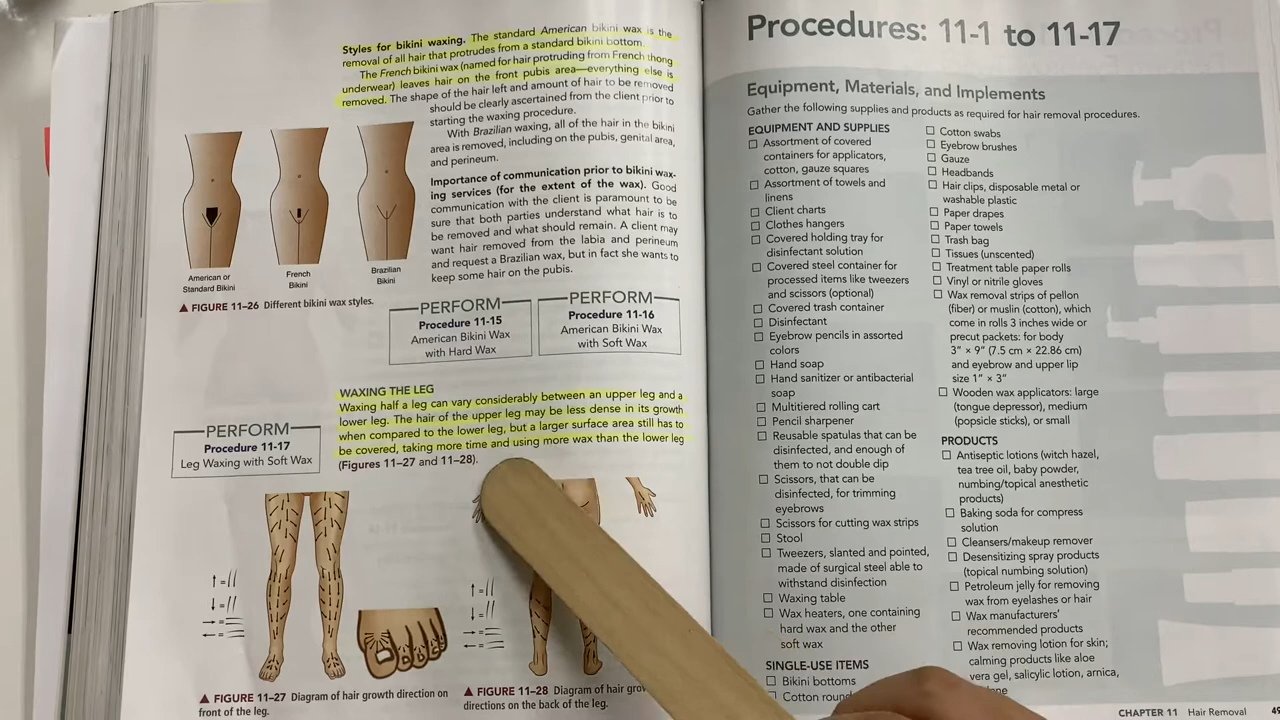 Styles for bikini waxing. The standard American bikini wax is the
removal of all hair that protrudes from a standard bikini bottom.
The French bikini wax (named for hair protruding from French thong
underwear) leaves hair on the front pubis area—everything else is
removed. The shape of the hair left and amount of hair to be removed
should be clearly ascertained from the client prior to
starting the waxing procedure.
With Brazilian waxing, all of the hair in the bikini
area is removed, including on the pubis, genital area,
and perineum.
Importance of communication prior to bikini wax-
ing services (for the extent of the wax). Good
communication with the client is paramount to be
sure that both parties understand what hair is to
be removed and what should remain. A client may
want hair removed from the labia and perineum
and request a Brazilian wax, but in fact she wants to
keep some hair on the pubis.
American or
Standard Bikini
French
Bikini
Brazilian
Bikini
▲ FIGURE 11–26 Different bikini wax styles.
PERFORM
Procedure 11-15
American Bikini Wax
with Hard Wax
PERFORM
Procedure 11-16
American Bikini Wax
with Soft Wax
WAXING THE LEG
Waxing half a leg can vary considerably between an upper leg and a
lower leg. The hair of the upper leg may be less dense in its growth
when compared to the lower leg, but a larger surface area still has to
be covered, taking more time and using more wax than the lower leg
(Figures 11–27 and 11–28).
PERFORM
Procedure 11-17
Leg Waxing with Soft Wax
▲ FIGURE 11–27 Diagram of hair growth direction on
front of the leg.
▲ FIGURE 11–28 Diagram of hair
directions on the back of the leg.
Procedures: 11-1 to 11-17
Equipment, Materials, and Implements
Gather the following supplies and products as required for hair removal procedures.
EQUIPMENT AND SUPPLIES
☐ Assortment of covered
containers for applicators,
cotton, gauze squares
☐ Assortment of towels and
linens
☐ Client charts
☐ Clothes hangers
☐ Covered holding tray for
disinfectant solution
☐ Covered steel container for
processed items like tweezers
and scissors (optional)
☐ Covered trash container
☐ Disinfectant
☐ Eyebrow pencils in assorted
colors
☐ Hand soap
☐ Hand sanitizer or antibacterial
soap
☐ Multitiered rolling cart
☐ Pencil sharpener
☐ Reusable spatulas that can be
disinfected, and enough of
them to not double dip
☐ Scissors, that can be
disinfected, for trimming
eyebrows
☐ Scissors for cutting wax strips
☐ Stool
☐ Tweezers, slanted and pointed,
made of surgical steel able to
withstand disinfection
☐ Waxing table
☐ Wax heaters, one containing
hard wax and the other
soft wax
SINGLE-USE ITEMS
☐ Bikini bottoms
☐ Cotton
☐ Cotton swabs
☐ Eyebrow brushes
☐ Gauze
☐ Headbands
☐ Hair clips, disposable metal or
washable plastic
☐ Paper drapes
☐ Paper towels
☐ Trash bag
☐ Tissues (unscented)
☐ Treatment table paper rolls
☐ Vinyl or nitrile gloves
☐ Wax removal strips of pellon
(fiber) or muslin (cotton), which
come in rolls 3 inches wide or
precut packets: for body
3″ × 9″ (7.5 cm × 22.86 cm)
and eyebrow and upper lip
size 1″ × 3″
☐ Wooden wax applicators: large
(tongue depressor), medium
(popsicle sticks), or small
PRODUCTS
☐ Antiseptic lotions (witch hazel,
tea tree oil, baby powder,
numbing/topical anesthetic
products)
☐ Baking soda for compress
solution
☐ Cleansers/makeup remover
☐ Desensitizing spray products
(topical numbing solution)
☐ Petroleum jelly for removing
wax from eyelashes or hair
☐ Wax manufacturers'
recommended products
☐ Wax removing lotion for skin;
calming products like aloe
vera gel, salicylic lotion, arnica,
CHAPTER 11 Hair Removal